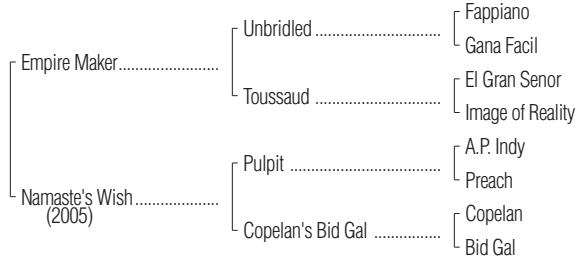 Fappiano
Unbridled
Gana Facil
Empire Maker
El Gran Senor
Toussaud
Image of Reality
A.P. Indy
Pulpit
Preach
Namaste's Wish
(2005)
Copelan
Copelan's Bid Gal
Bid Gal